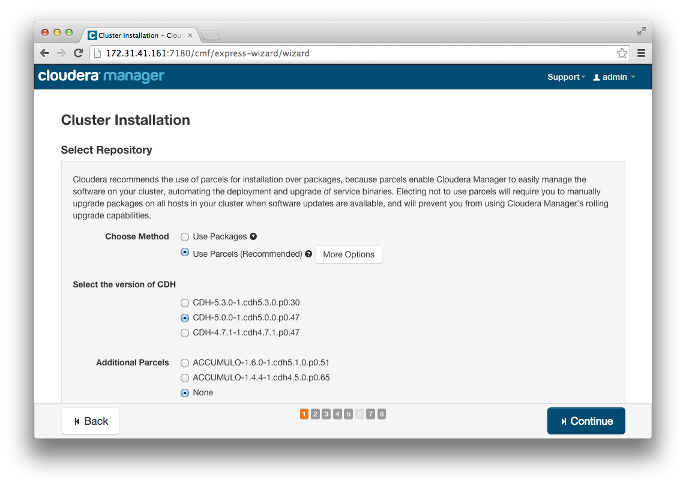 Cluster Installation – Clou
172.31.41.161:7180/cmf/express-wizard/wizard
cloudera manager
Support
admin
Cluster Installation
Select Repository
Cloudera recommends the use of parcels for installation over packages, because parcels enable Cloudera Manager to easily manage the
software on your cluster, automating the deployment and upgrade of service binaries. Electing not to use parcels will require you to manually
upgrade packages on all hosts in your cluster when software updates are available, and will prevent you from using Cloudera Manager's rolling
upgrade capabilities.
Choose Method
Use Packages ?
Use Parcels (Recommended) ? More Options
Select the version of CDH
CDH-5.3.0-1.cdh5.3.0.p0.30
CDH-5.0.0-1.cdh5.0.0.p0.47
CDH-4.7.1-1.cdh4.7.1.p0.47
Additional Parcels
ACCUMULO-1.6.0-1.cdh5.1.0.p0.51
ACCUMULO-1.4.4-1.cdh4.5.0.p0.65
None
Back
1 2 3 4 5 6 7 8
Continue